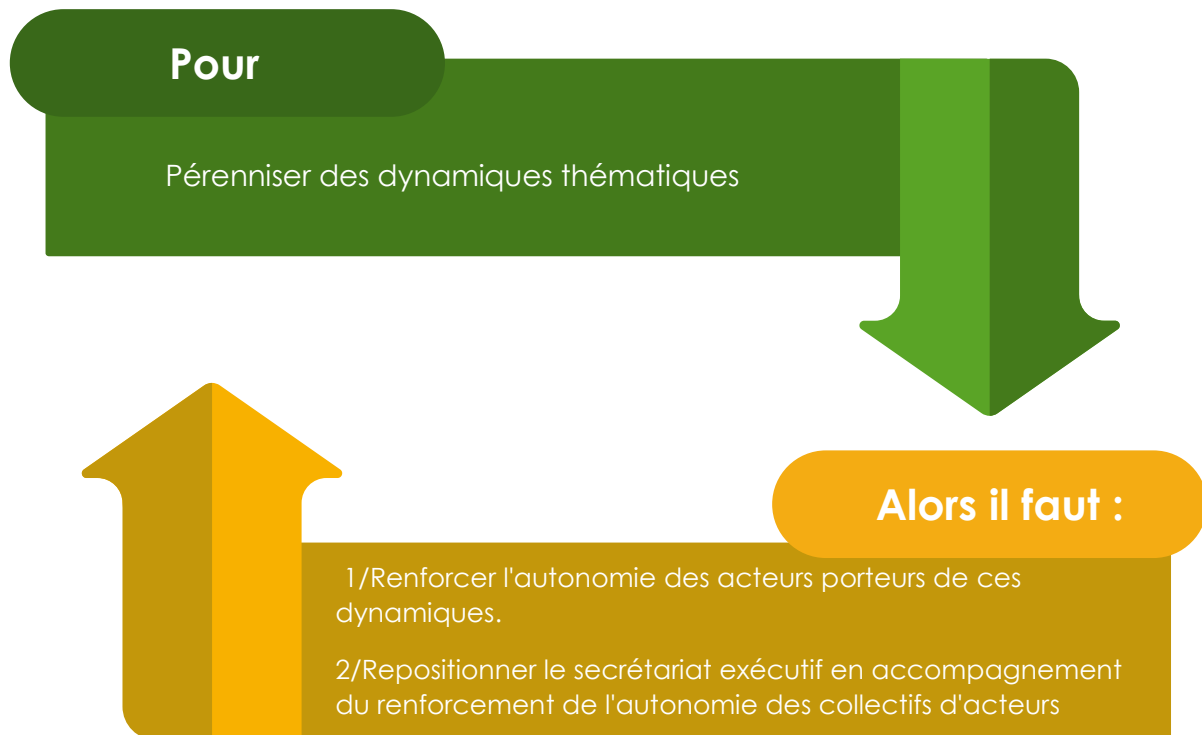 Pour
Pérenniser des dynamiques thématiques
Alors il faut :
1/Renforcer l'autonomie des acteurs porteurs de ces
dynamiques.
2/Repositionner le secrétariat exécutif en accompagnement
du renforcement de l'autonomie des collectifs d'acteurs